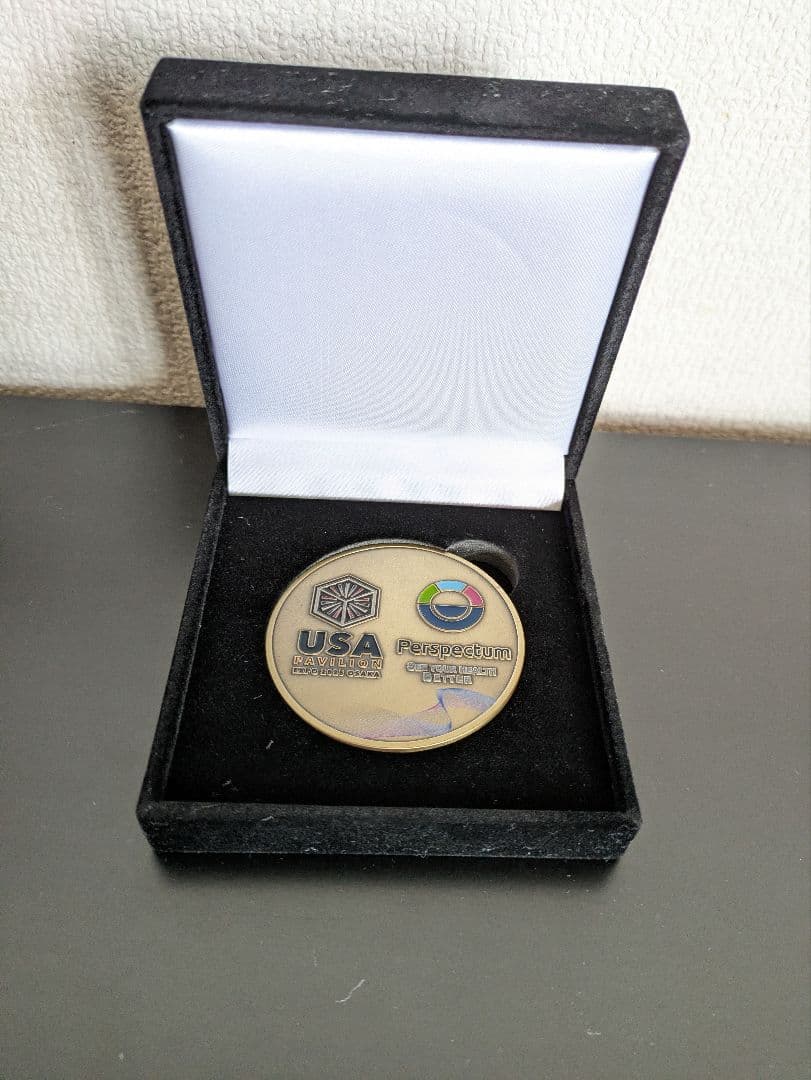 USA
PAVILION
EXPO 2025 OSAKA
Perspectum
SEE YOUR HEALTH
BETTER